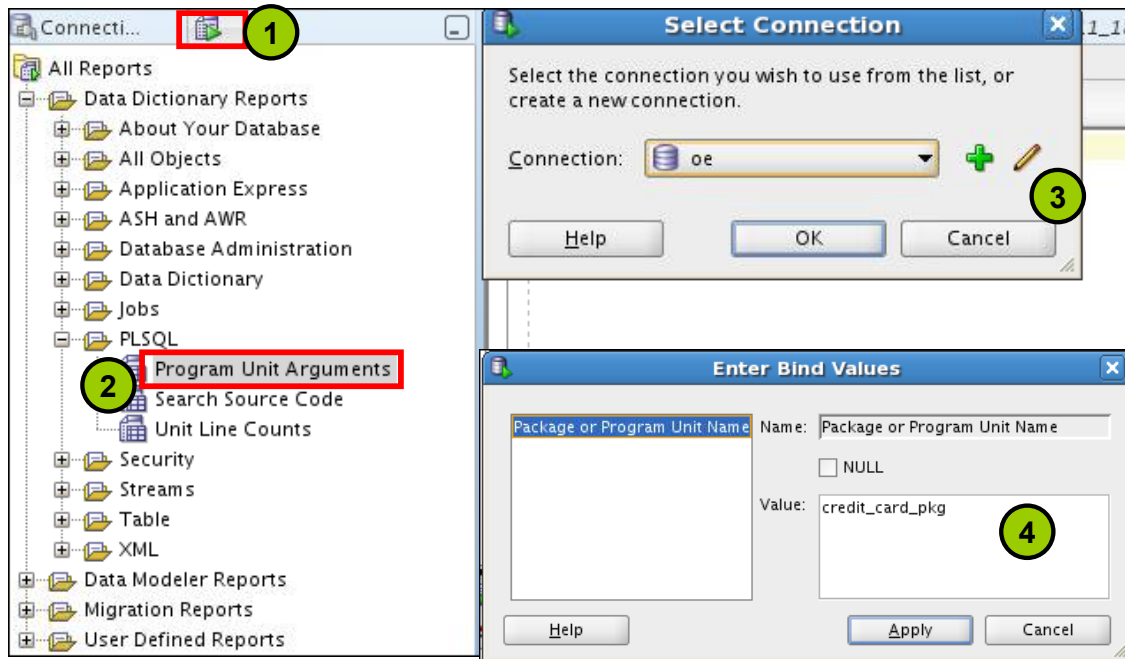 Connecti...
1
All Reports
Data Dictionary Reports
About Your Database
All Objects
Application Express
ASH and AWR
Database Administration
Data Dictionary
Jobs
PLSQL
2
Program Unit Arguments
Search Source Code
Unit Line Counts
Security
Streams
Table
XML
Data Modeler Reports
Migration Reports
User Defined Reports
Select Connection
Select the connection you wish to use from the list, or
create a new connection.
Connection: oe
3
Help OK Cancel
Enter Bind Values
Package or Program Unit Name Name: Package or Program Unit Name
NULL
Value: credit_card_pkg
4
Help Apply Cancel